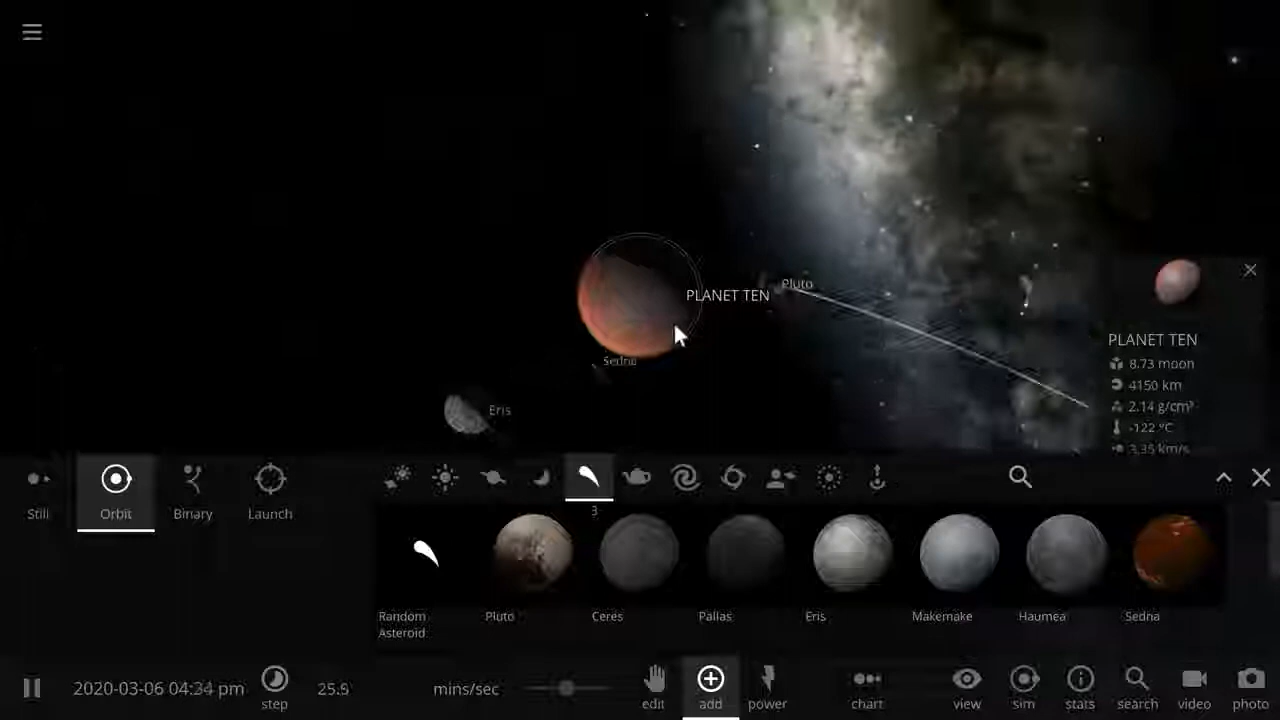 PLANET TEN
Pluto
Sedna
Eris
PLANET TEN
8.73 moon
4150 km
2.14 g/cm³
-122 °C
3.35 km/s
Still
Orbit
Binary
Launch
3
Random
Asteroid
Pluto
Ceres
Pallas
Eris
Makemake
Haumea
Sedna
2020-03-06 04:34 pm
step
25.9
mins/sec
edit
add
power
chart
view
sim
stats
search
video
photo